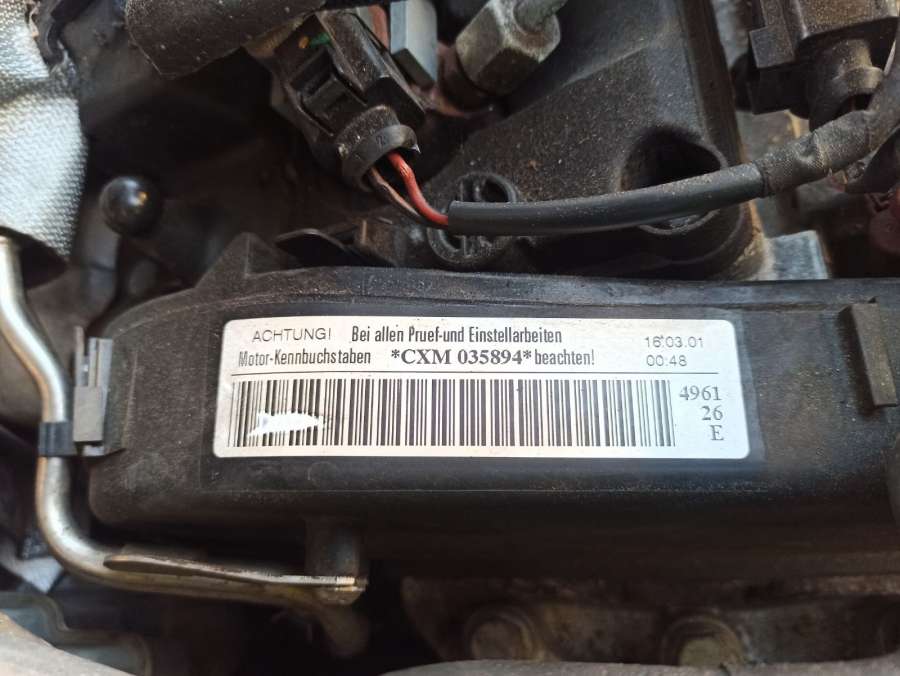 ACHTUNG! Bei allen Pruef-und Einstellarbeiten
Motor-Kennbuchstaben *CXM 035894* beachten!
16.03.01
00:48
4961
26
E